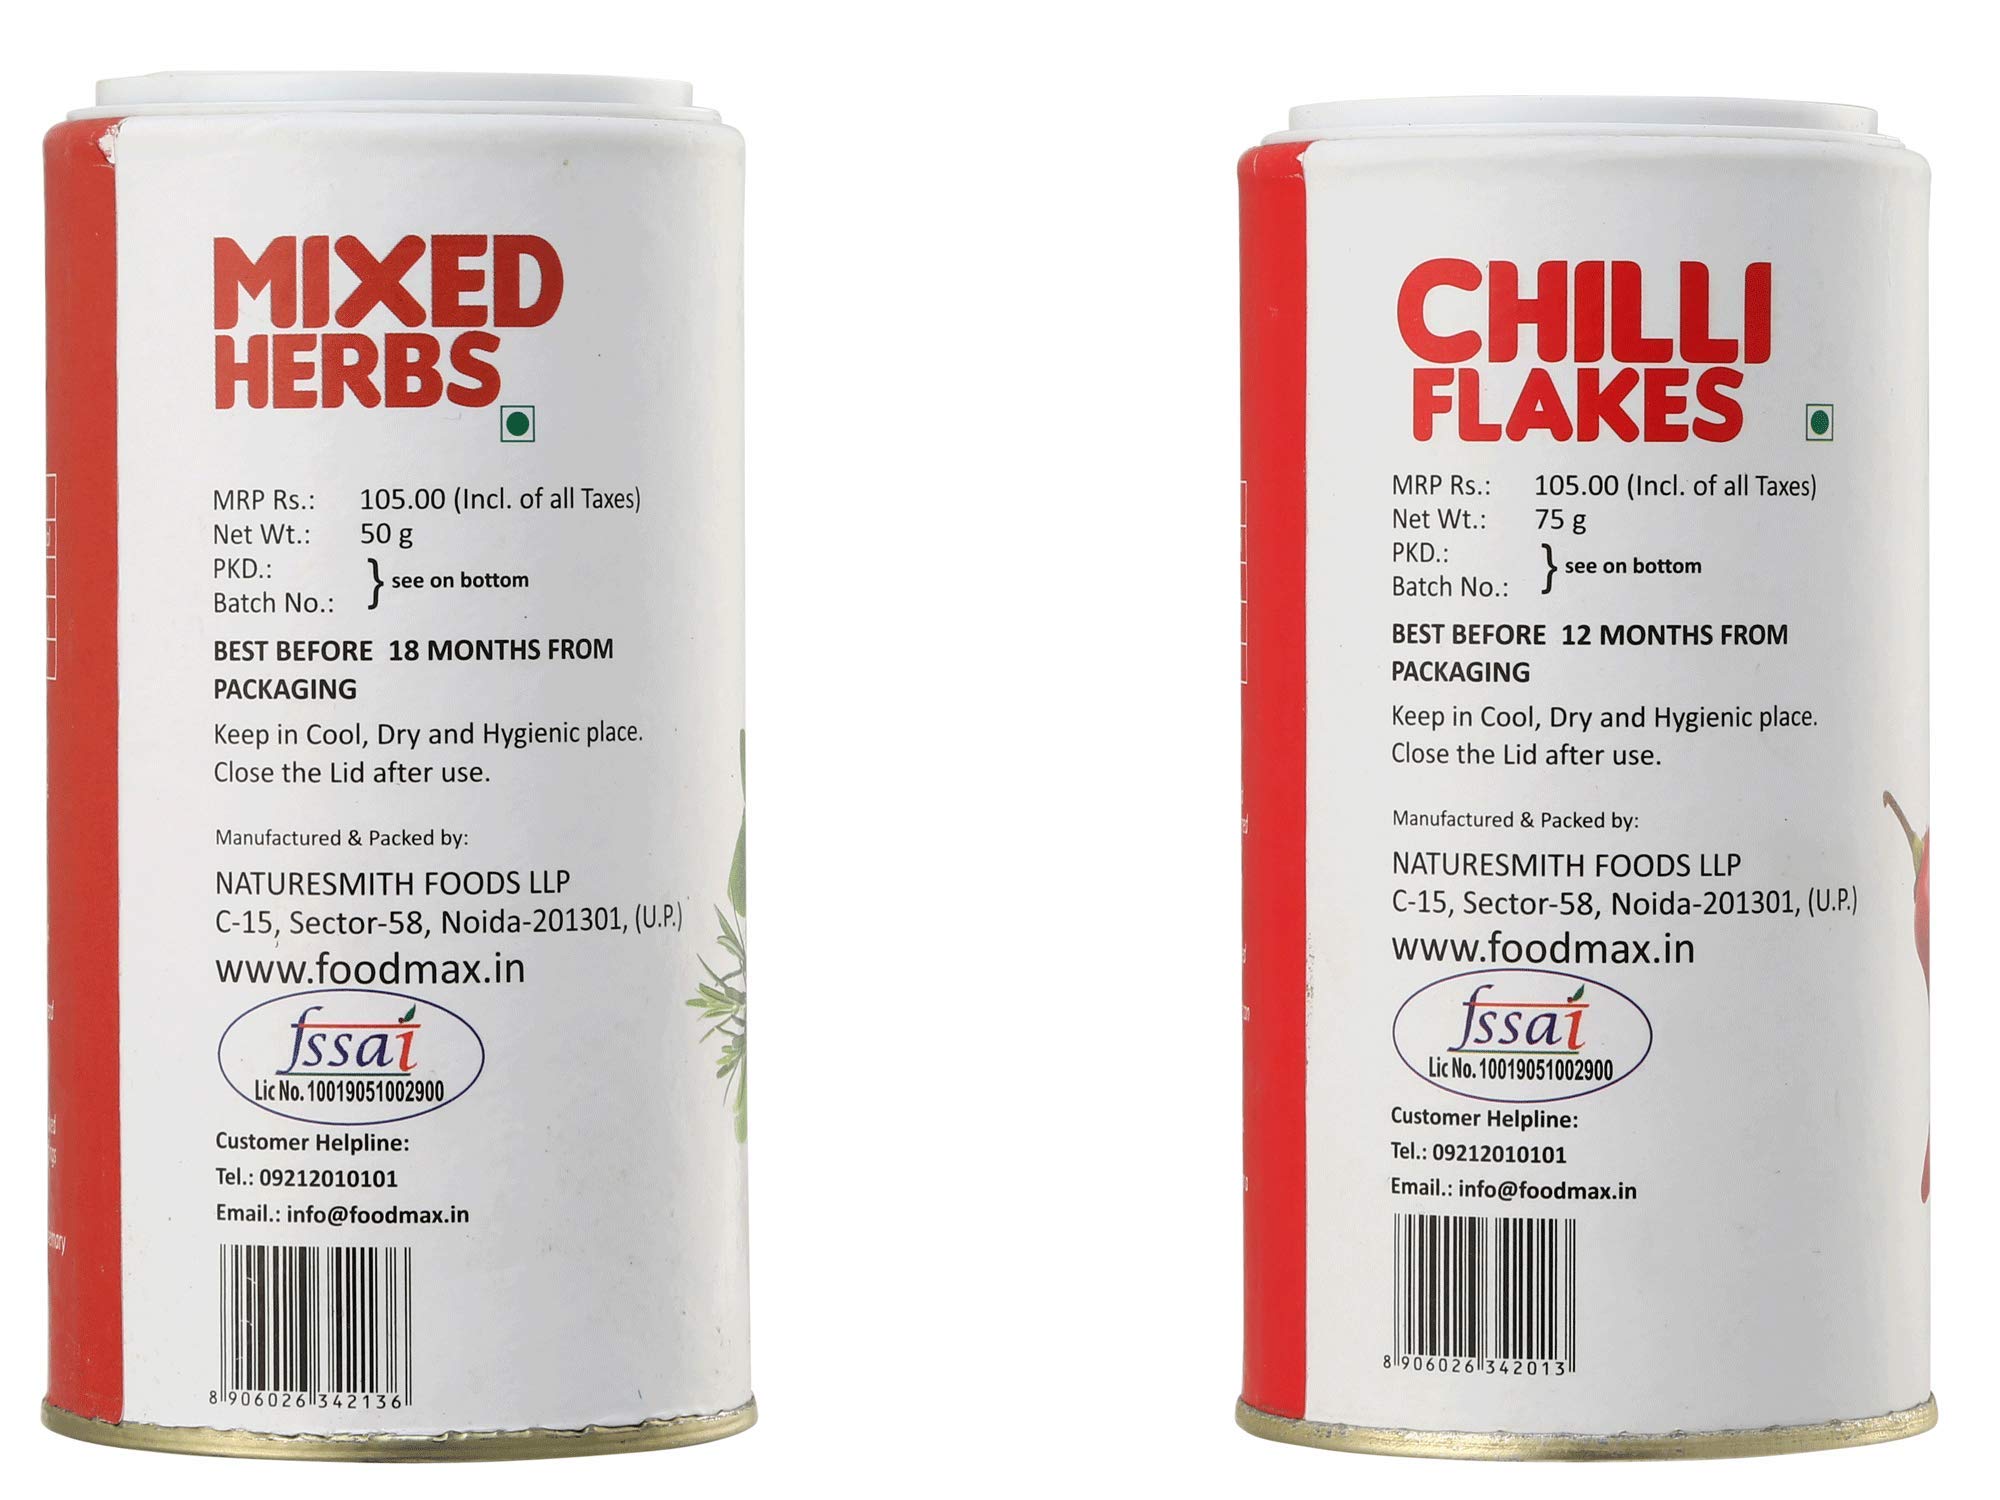 MIXED
HERBS
MRP Rs.: 105.00 (Incl. of all Taxes)
Net Wt.: 50 g
PKD.:
Batch No.: } see on bottom
BEST BEFORE 18 MONTHS FROM
PACKAGING
Keep in Cool, Dry and Hygienic place.
Close the Lid after use.
Manufactured & Packed by:
NATURESMITH FOODS LLP
C-15, Sector-58, Noida-201301, (U.P.)
www.foodmax.in
fssai
Lic No. 10019051002900
Customer Helpline:
Tel.: 09212010101
Email.: info@foodmax.in
8 906026 342136
CHILLI
FLAKES
MRP Rs.: 105.00 (Incl. of all Taxes)
Net Wt.: 75 g
PKD.:
Batch No.: } see on bottom
BEST BEFORE 12 MONTHS FROM
PACKAGING
Keep in Cool, Dry and Hygienic place.
Close the Lid after use.
Manufactured & Packed by:
NATURESMITH FOODS LLP
C-15, Sector-58, Noida-201301, (U.P.)
www.foodmax.in
fssai
Lic No. 10019051002900
Customer Helpline:
Tel.: 09212010101
Email.: info@foodmax.in
8 906026 342013